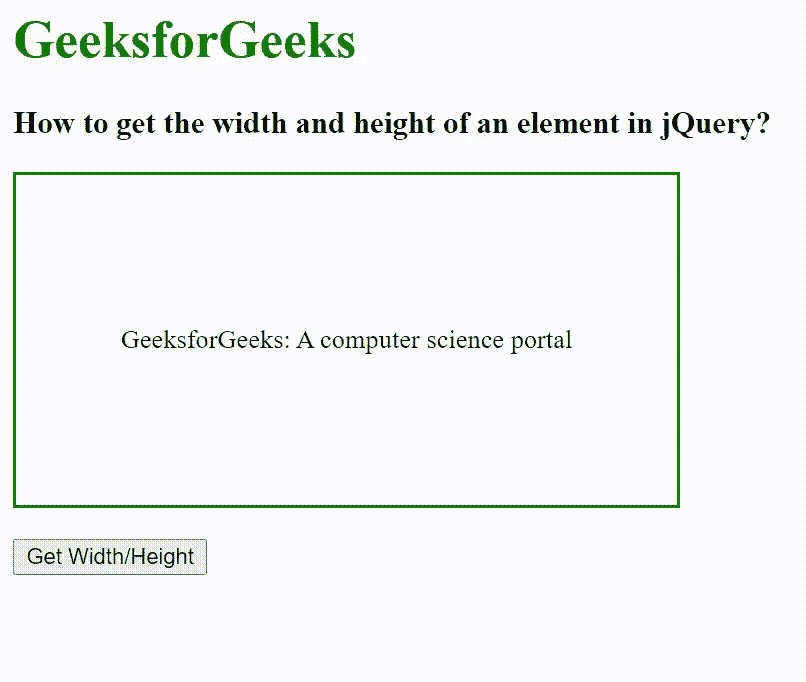 GeeksforGeeks
How to get the width and height of an element in jQuery?
GeeksforGeeks: A computer science portal
Get Width/Height